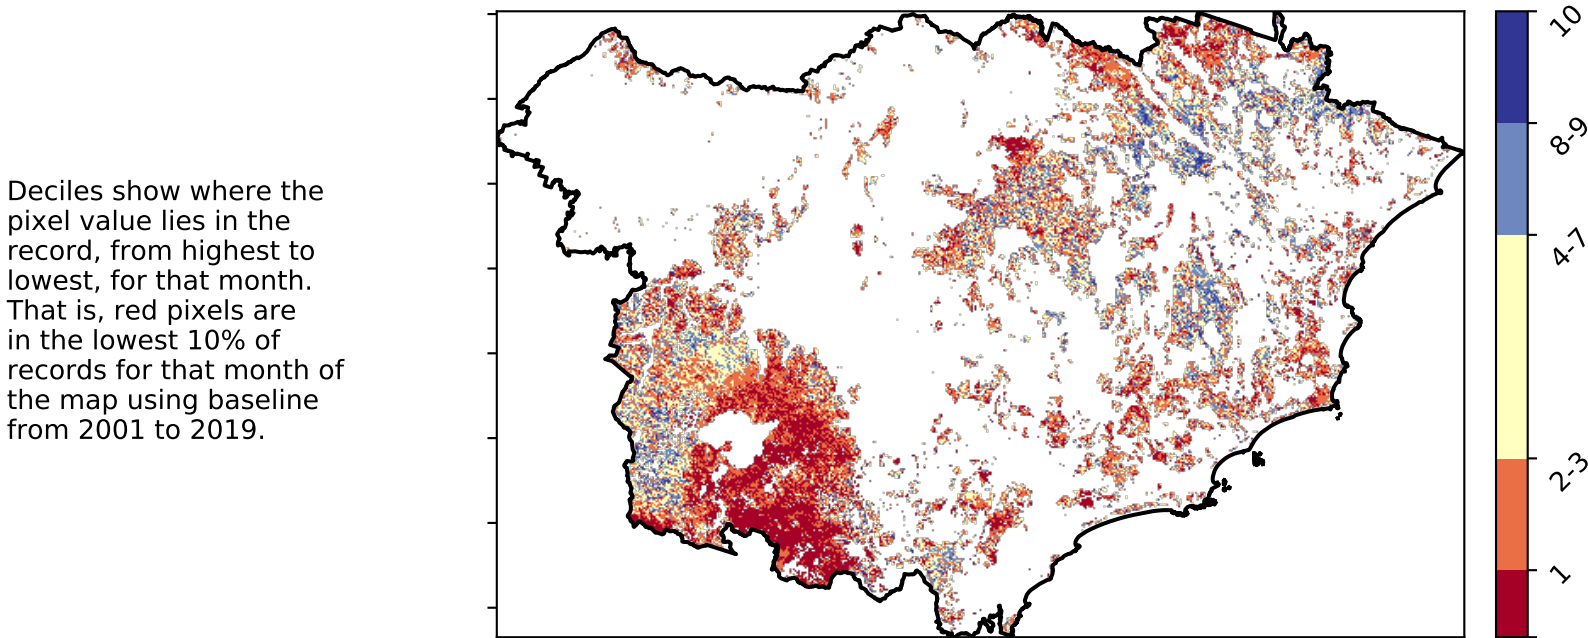 Deciles show where the
pixel value lies in the
record, from highest to
lowest, for that month.
That is, red pixels are
in the lowest 10% of
records for that month of
the map using baseline
from 2001 to 2019.
10
8-9
4-7
2-3
1